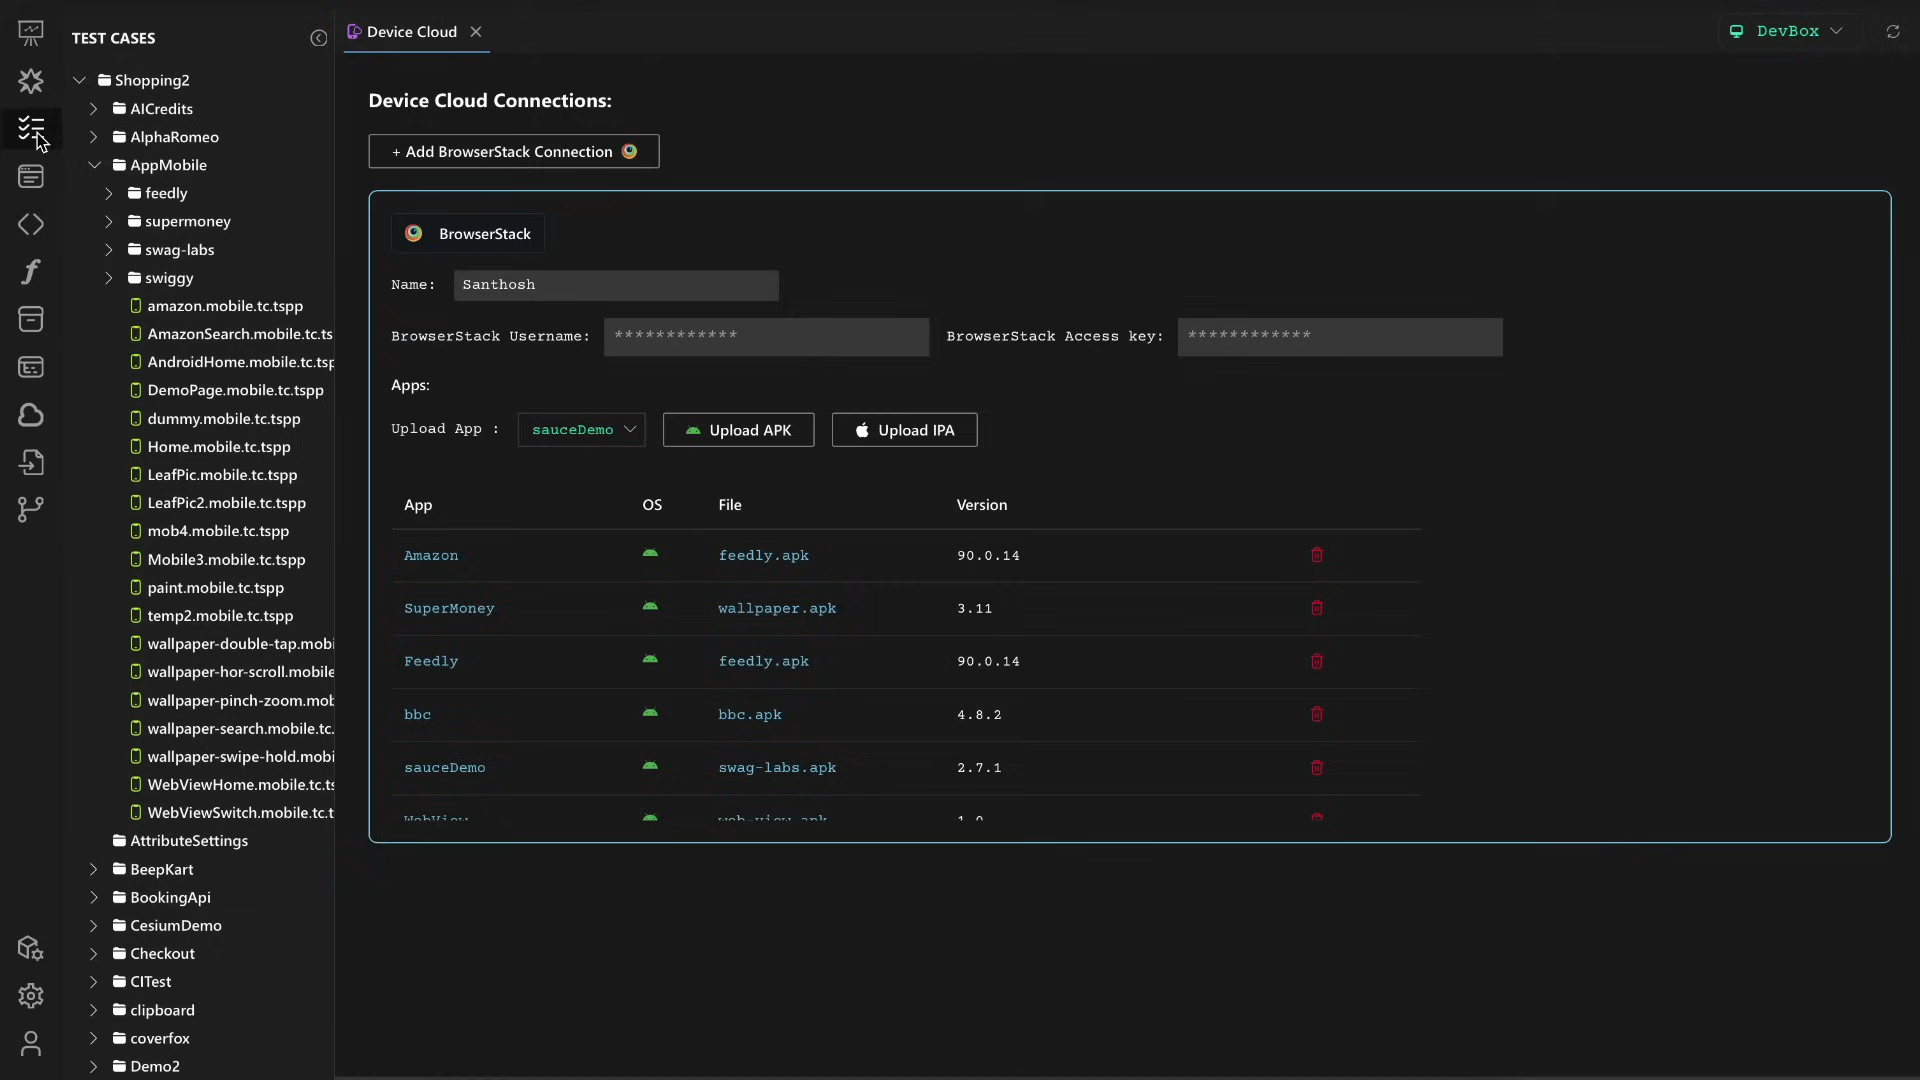 TEST CASES
Shopping2
AICredits
AlphaRomeo
AppMobile
feedly
supermoney
swag-labs
swiggy
amazon.mobile.tc.tspp
AmazonSearch.mobile.tc.ts
AndroidHome.mobile.tc.tsp
DemoPage.mobile.tc.tspp
dummy.mobile.tc.tspp
Home.mobile.tc.tspp
LeafPic.mobile.tc.tspp
LeafPic2.mobile.tc.tspp
mob4.mobile.tc.tspp
Mobile3.mobile.tc.tspp
paint.mobile.tc.tspp
temp2.mobile.tc.tspp
wallpaper-double-tap.mobi
wallpaper-hor-scroll.mobile
wallpaper-pinch-zoom.mob
wallpaper-search.mobile.tc.
wallpaper-swipe-hold.mobi
WebViewHome.mobile.tc.ts
WebViewSwitch.mobile.tc.t
AttributeSettings
BeepKart
BookingApi
CesiumDemo
Checkout
CITest
clipboard
coverfox
Demo2
Device Cloud
DevBox
Device Cloud Connections:
+ Add BrowserStack Connection
BrowserStack
Name: Santhosh
BrowserStack Username: ************ BrowserStack Access key: ************
Apps:
Upload App : sauceDemo Upload APK Upload IPA
App OS File Version
Amazon feedly.apk 90.0.14
SuperMoney wallpaper.apk 3.11
Feedly feedly.apk 90.0.14
bbc bbc.apk 4.8.2
sauceDemo swag-labs.apk 2.7.1
WebView web-view.apk 1.0